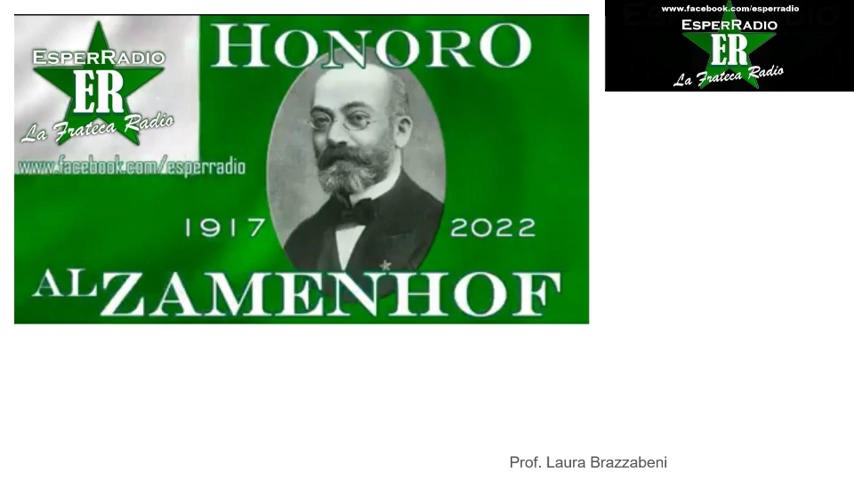 HONORO
ESPERRADIO
ER
La Frateca Radio
www.facebook.com/esperradio
1917 2022
AL ZAMENHOF
www.facebook.com/esperradio
ESPERRADIO
ER
La Frateca Radio
Prof. Laura Brazzabeni